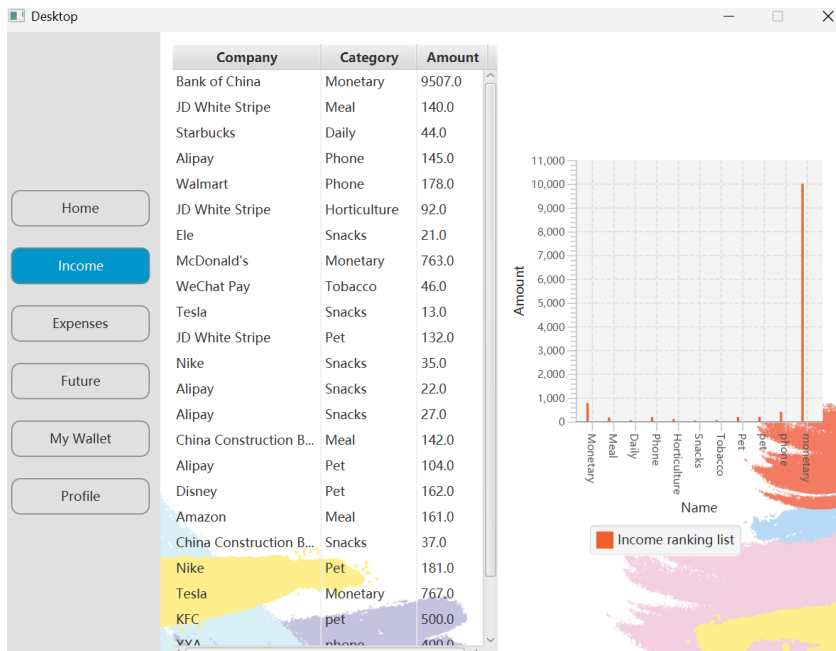 Desktop
Home
Income
Expenses
Future
My Wallet
Profile
Company Category Amount
Bank of China Monetary 9507.0
JD White Stripe Meal 140.0
Starbucks Daily 44.0
Alipay Phone 145.0
Walmart Phone 178.0
JD White Stripe Horticulture 92.0
Ele Snacks 21.0
McDonald's Monetary 763.0
WeChat Pay Tobacco 46.0
Tesla Snacks 13.0
JD White Stripe Pet 132.0
Nike Snacks 35.0
Alipay Snacks 22.0
Alipay Snacks 27.0
China Construction B... Meal 142.0
Alipay Pet 104.0
Disney Pet 162.0
Amazon Meal 161.0
China Construction B... Snacks 37.0
Nike Pet 181.0
Tesla Monetary 767.0
KFC pet 500.0
YYA phone 400.0
11,000
10,000
9,000
8,000
7,000
6,000
5,000
4,000
3,000
2,000
1,000
0
Amount
Monetary
Meal
Daily
Phone
Horticulture
Snacks
Tobacco
Pet
pet
phone
monetary
Name
Income ranking list